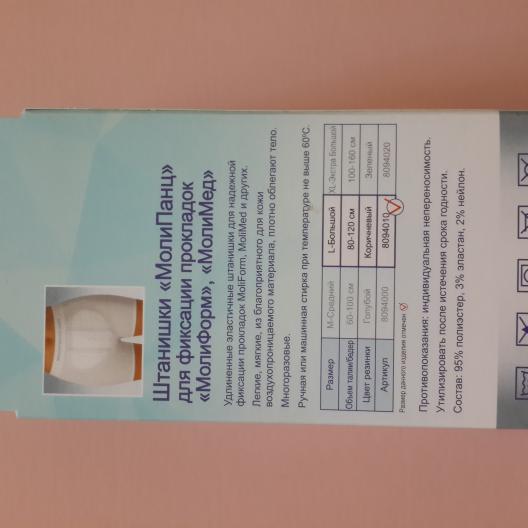 Штанишки «МолиПанц»
для фиксации прокладок
«МолиФорм», «МолиМед»
Удлиненные эластичные штанишки для надежной
фиксации прокладок MoliForm, MoliMed и других.
Легкие, мягкие, из благоприятного для кожи
воздухопроницаемого материала, плотно облегают тело.
Многоразовые.
Ручная или машинная стирка при температуре не выше 60°С.
Размер M-Средний L-Большой XL-Экстра Большой
Объем талии/бедер 60-100 см 80-120 см 100-160 см
Цвет резинки Голубой Коричневый Зеленый
Артикул 8094000 8094010 8094020
Размер данного изделия отмечен
Противопоказания: индивидуальная непереносимость.
Утилизировать после истечения срока годности.
Состав: 95% полиэстер, 3% эластан, 2% нейлон.